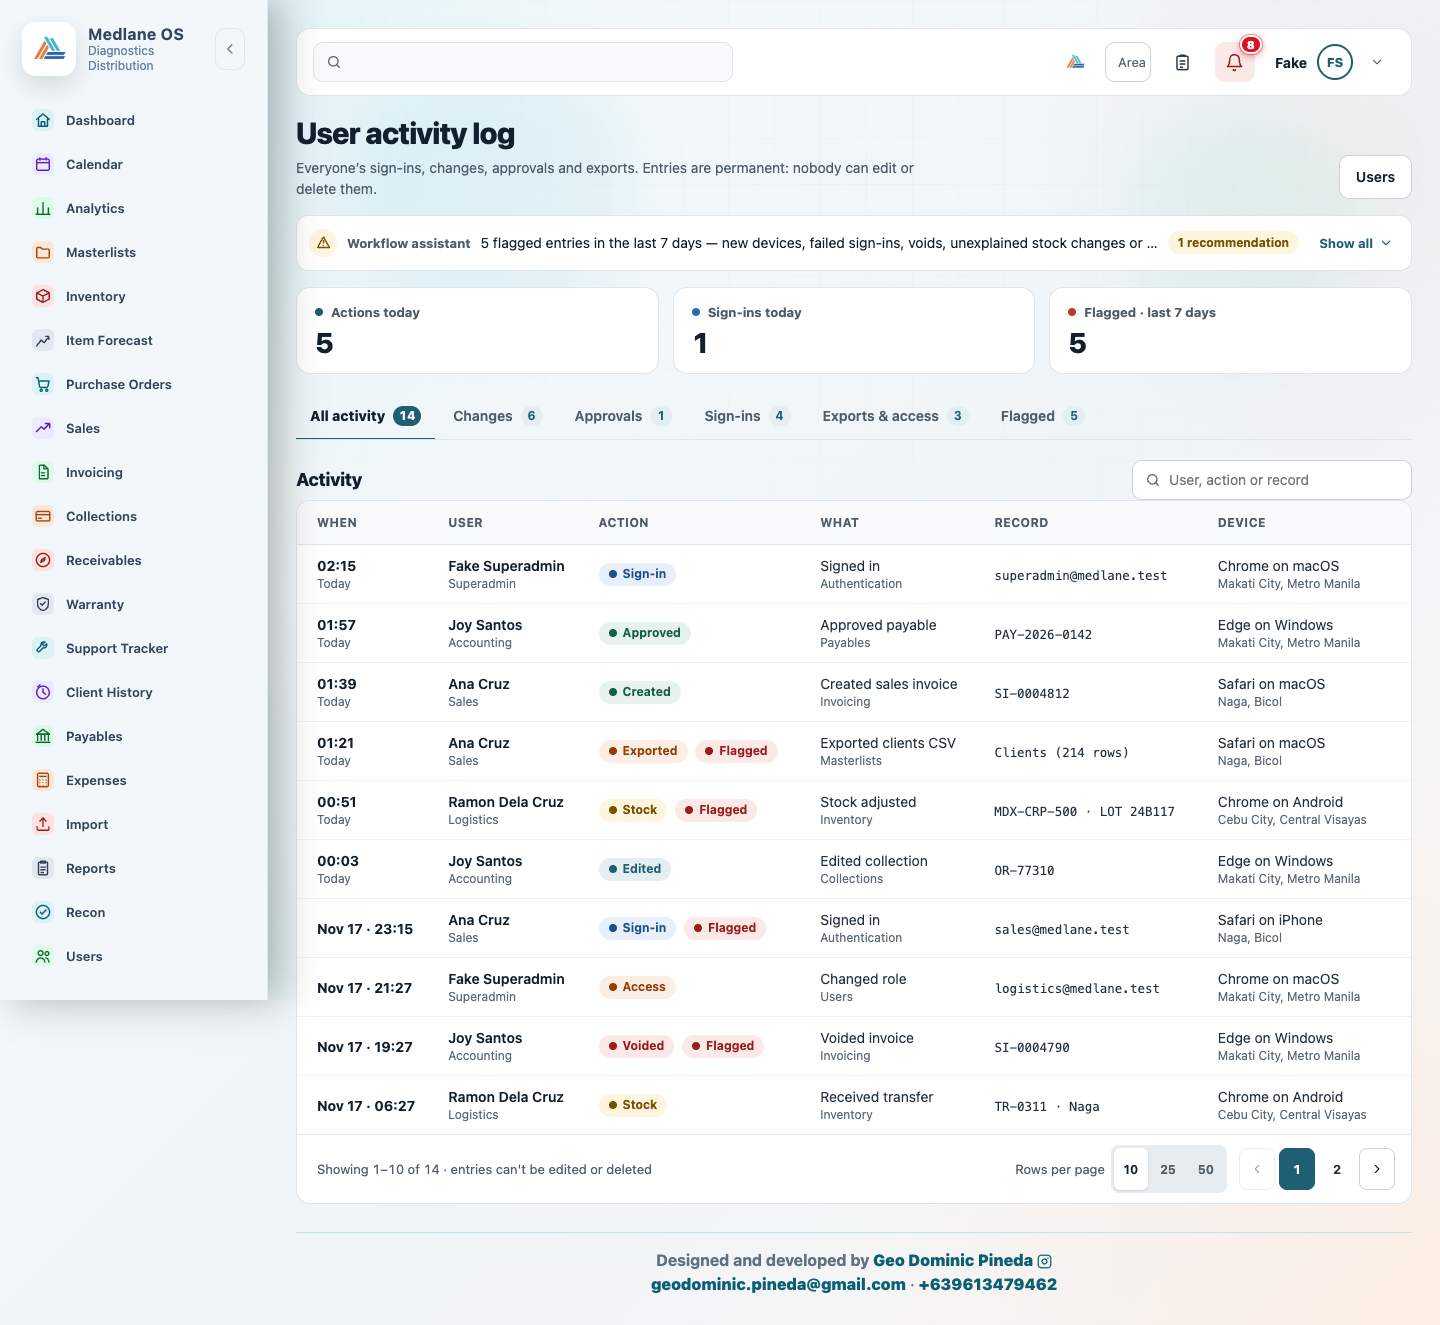 Medlane OS
Diagnostics
Distribution
Dashboard
Calendar
Analytics
Masterlists
Inventory
Item Forecast
Purchase Orders
Sales
Invoicing
Collections
Receivables
Warranty
Support Tracker
Client History
Payables
Expenses
Import
Reports
Recon
Users
Area
8
Fake
FS
User activity log
Everyone's sign-ins, changes, approvals and exports. Entries are permanent: nobody can edit or
delete them.
Users
Workflow assistant 5 flagged entries in the last 7 days — new devices, failed sign-ins, voids, unexplained stock changes or … 1 recommendation Show all
Actions today
5
Sign-ins today
1
Flagged · last 7 days
5
All activity 14 Changes 6 Approvals 1 Sign-ins 4 Exports & access 3 Flagged 5
Activity
User, action or record
WHEN USER ACTION WHAT RECORD DEVICE
02:15 Fake Superadmin Sign-in Signed in superadmin@medlane.test Chrome on macOS
Today Superadmin Authentication Makati City, Metro Manila
01:57 Joy Santos Approved Approved payable PAY-2026-0142 Edge on Windows
Today Accounting Payables Makati City, Metro Manila
01:39 Ana Cruz Created Created sales invoice SI-0004812 Safari on macOS
Today Sales Invoicing Naga, Bicol
01:21 Ana Cruz Exported Flagged Exported clients CSV Clients (214 rows) Safari on macOS
Today Sales Masterlists Naga, Bicol
00:51 Ramon Dela Cruz Stock Flagged Stock adjusted MDX-CRP-500 · LOT 24B117 Chrome on Android
Today Logistics Inventory Cebu City, Central Visayas
00:03 Joy Santos Edited Edited collection OR-77310 Edge on Windows
Today Accounting Collections Makati City, Metro Manila
Nov 17 · 23:15 Ana Cruz Sign-in Flagged Signed in sales@medlane.test Safari on iPhone
Sales Authentication Naga, Bicol
Nov 17 · 21:27 Fake Superadmin Access Changed role logistics@medlane.test Chrome on macOS
Superadmin Users Makati City, Metro Manila
Nov 17 · 19:27 Joy Santos Voided Flagged Voided invoice SI-0004790 Edge on Windows
Accounting Invoicing Makati City, Metro Manila
Nov 17 · 06:27 Ramon Dela Cruz Stock Received transfer TR-0311 · Naga Chrome on Android
Logistics Inventory Cebu City, Central Visayas
Showing 1–10 of 14 · entries can't be edited or deleted
Rows per page 10 25 50 1 2
Designed and developed by Geo Dominic Pineda
geodominic.pineda@gmail.com · +639613479462